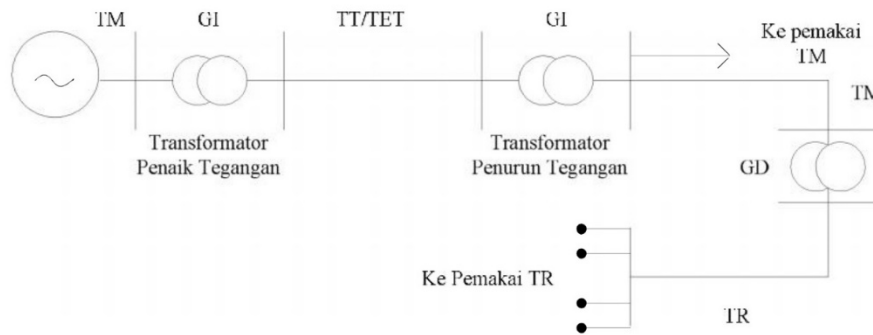 TM
GI
TT/TET
GI
Ke pemakai
TM
TM
Transformator
Penaik Tegangan
Transformator
Penurun Tegangan
GD
Ke Pemakai TR
TR